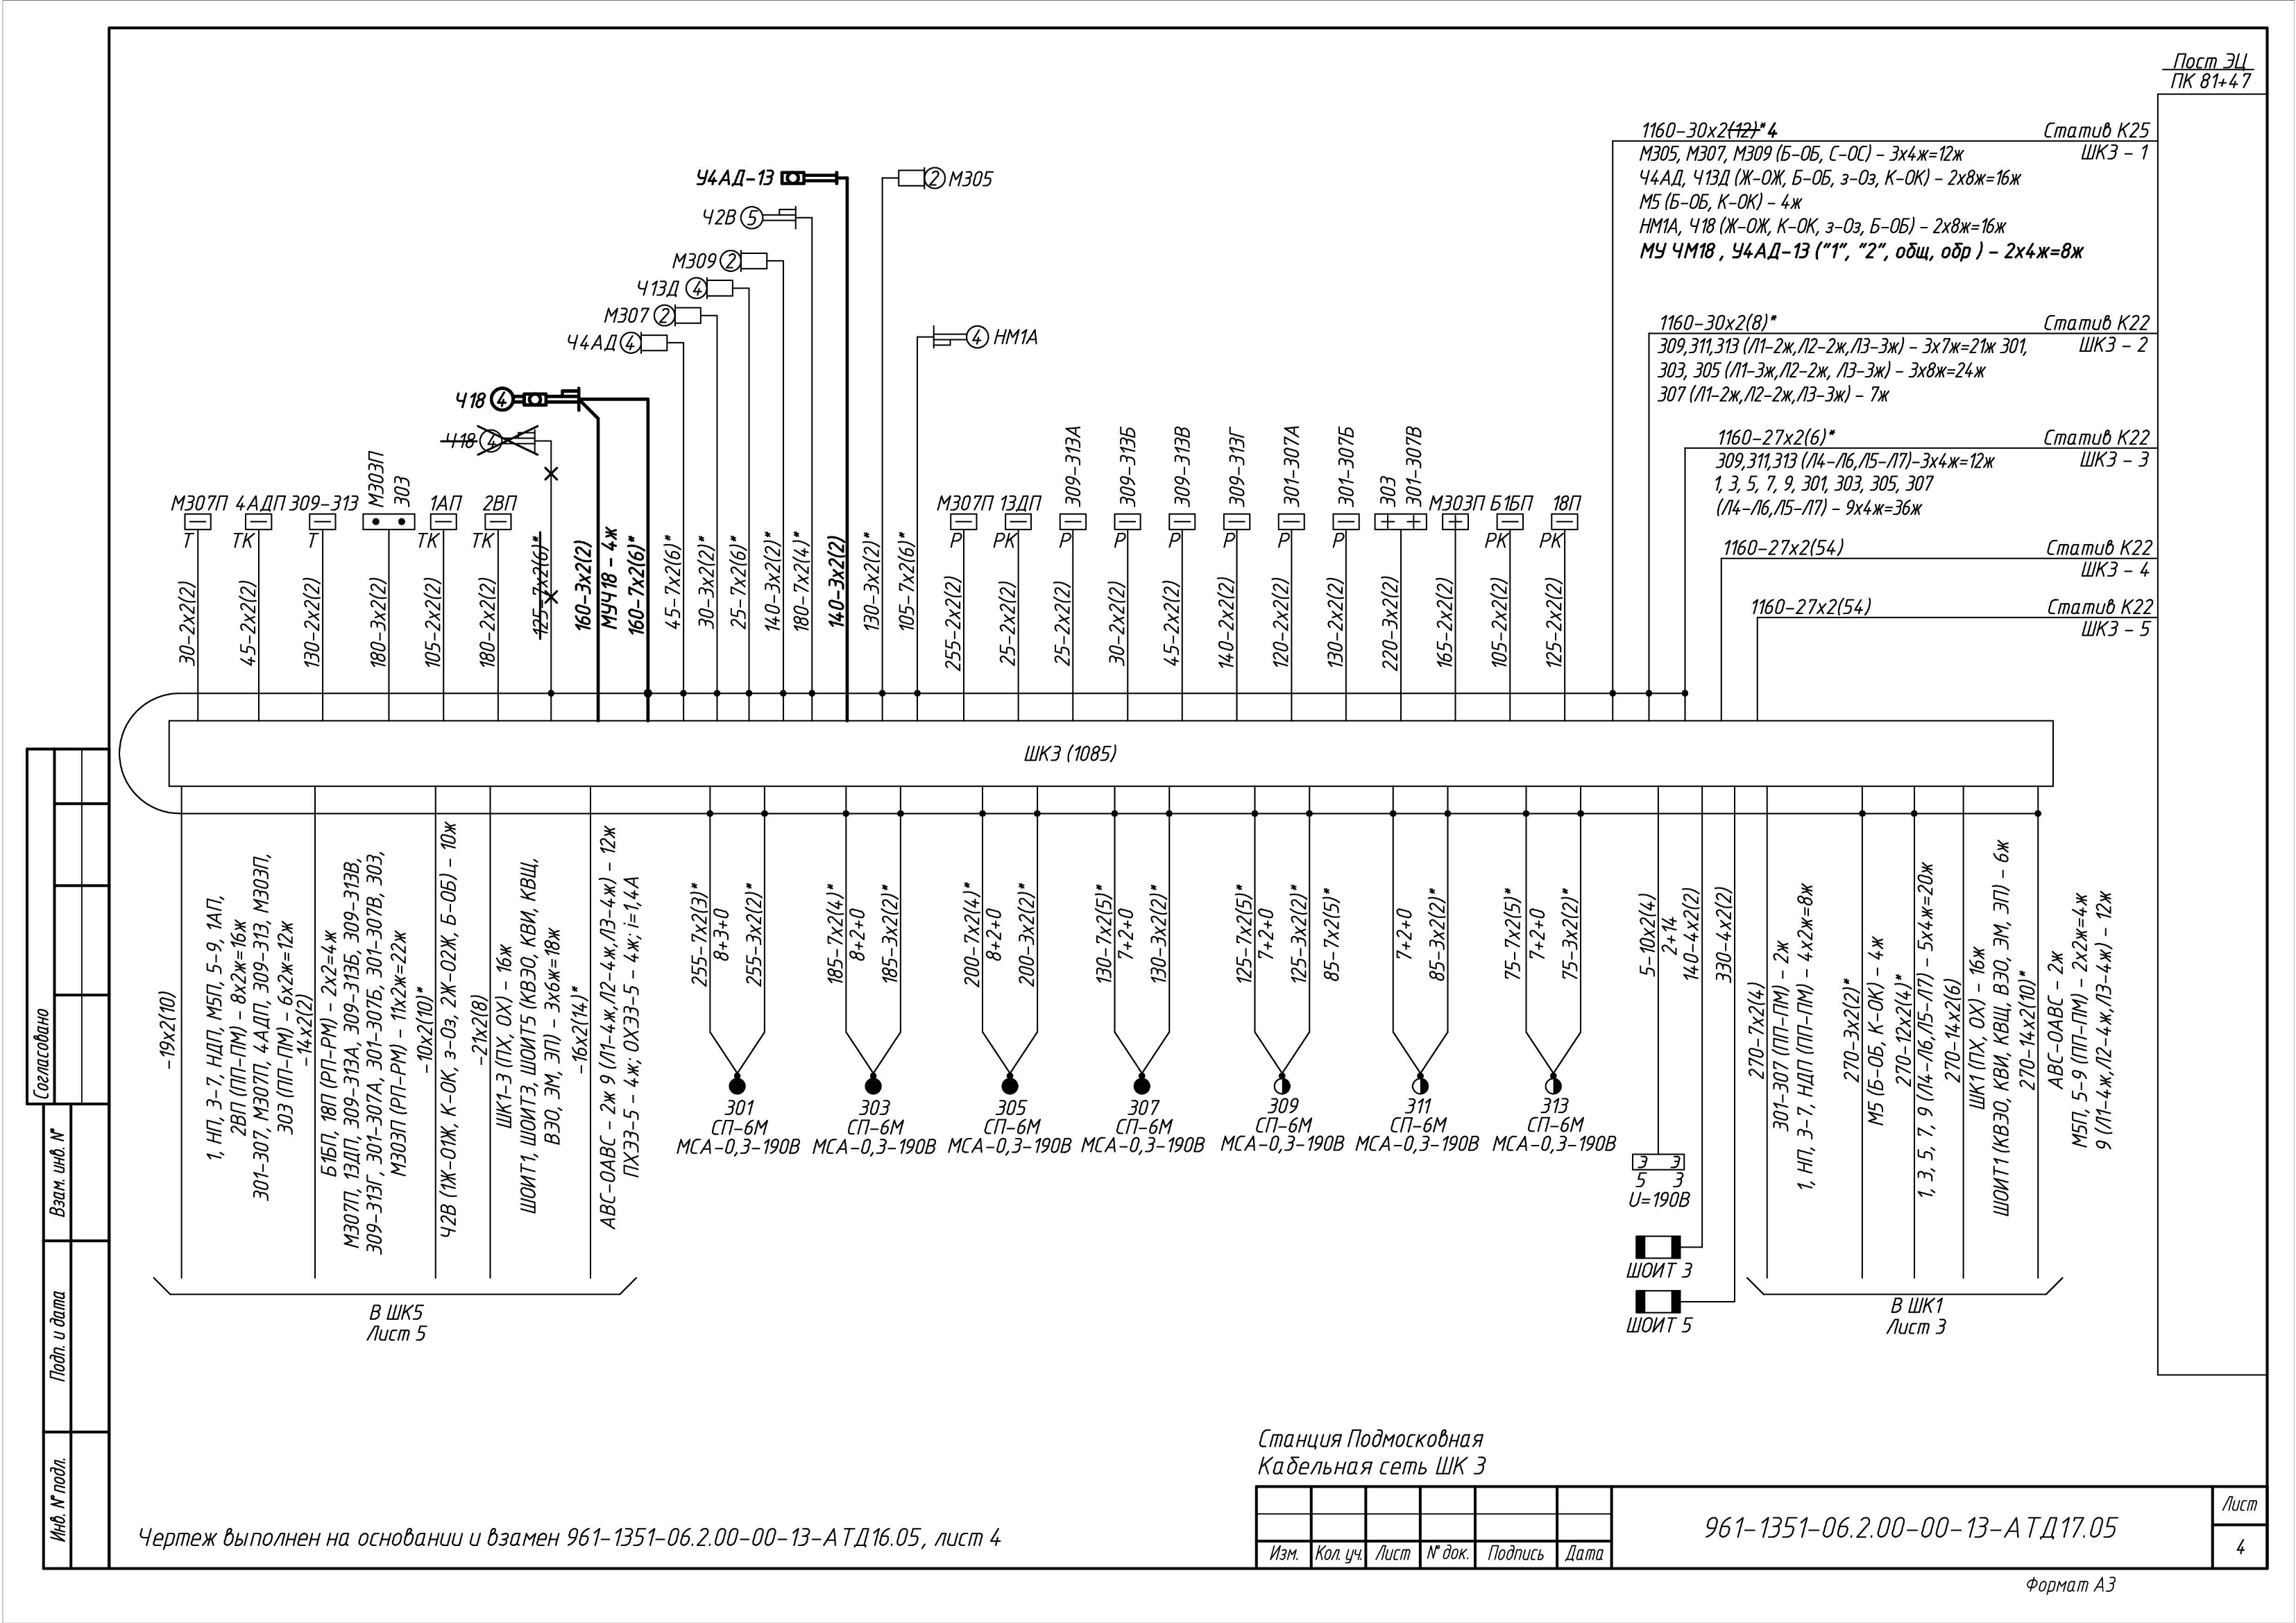 Пост ЭЦ
ПК 81+47
1160-30х2(12)*4
Статив К25
ШК3 - 1
М305, М307, М309 (Б-ОБ, С-ОС) - 3х4ж=12ж
Ч4АД, Ч13Д (Ж-ОЖ, Б-ОБ, з-Оз, К-ОК) - 2х8ж=16ж
М5 (Б-ОБ, К-ОК) - 4ж
НМ1А, Ч18 (Ж-ОЖ, К-ОК, з-Оз, Б-ОБ) - 2х8ж=16ж
МУ ЧМ18 , У4АД-13 ("1", "2", общ, обр ) - 2х4ж=8ж
1160-30х2(8)*
Статив К22
ШК3 - 2
309,311,313 (Л1-2ж,Л2-2ж,Л3-3ж) - 3х7ж=21ж 301,
303, 305 (Л1-3ж,Л2-2ж, Л3-3ж) - 3х8ж=24ж
307 (Л1-2ж,Л2-2ж,Л3-3ж) - 7ж
1160-27х2(6)*
Статив К22
ШК3 - 3
309,311,313 (Л4-Л6,Л5-Л7)-3х4ж=12ж
1, 3, 5, 7, 9, 301, 303, 305, 307
(Л4-Л6,Л5-Л7) - 9х4ж=36ж
1160-27х2(54)
Статив К22
ШК3 - 4
1160-27х2(54)
Статив К22
ШК3 - 5
У4АД-13
2 М305
Ч2В 5
М309 2
Ч13Д 4
М307 2
Ч4АД 4
4 НМ1А
Ч18 4
Ч18 4
М307П
Т
30-2х2(2)
4АДП
ТК
45-2х2(2)
309-313
Т
130-2х2(2)
М303П
303
180-3х2(2)
1АП
ТК
105-2х2(2)
2ВП
ТК
180-2х2(2)
125-7х2(6)*
160-3х2(2)
МУЧ18 - 4ж
160-7х2(6)*
45-7х2(6)*
30-3х2(2)*
25-7х2(6)*
140-3х2(2)*
180-7х2(4)*
140-3х2(2)
130-3х2(2)*
105-7х2(6)*
М307П
Р
255-2х2(2)
13ДП
РК
25-2х2(2)
309-313А
Р
25-2х2(2)
309-313Б
Р
30-2х2(2)
309-313В
Р
45-2х2(2)
309-313Г
Р
140-2х2(2)
301-307А
Р
120-2х2(2)
301-307Б
Р
130-2х2(2)
303
301-307В
220-3х2(2)
М303П
165-2х2(2)
Б1БП
РК
105-2х2(2)
18П
РК
125-2х2(2)
ШК3 (1085)
-19х2(10)
1, НП, 3-7, НДП, М5П, 5-9, 1АП,
2ВП (ПП-ПМ) - 8х2ж=16ж
301-307, М307П, 4АДП, 309-313, М303П,
303 (ПП-ПМ) - 6х2ж=12ж
-14х2(2)
Б1БП, 18П (РП-РМ) - 2х2=4ж
М307П, 13ДП, 309-313А, 309-313Б, 309-313В,
309-313Г, 301-307А, 301-307Б, 301-307В, 303,
М303П (РП-РМ) - 11х2ж=22ж
-10х2(10)*
Ч2В (1Ж-О1Ж, К-ОК, з-Оз, 2Ж-О2Ж, Б-ОБ) - 10ж
-21х2(8)
ШК1-3 (ПХ, ОХ) - 16ж
ШОИТ1, ШОИТ3, ШОИТ5 (КВЗО, КВИ, КВЩ,
ВЗО, ЭМ, ЭП) - 3х6ж=18ж
-16х2(14)*
АВС-ОАВС - 2ж 9 (Л1-4ж,Л2-4ж,Л3-4ж) - 12ж
ПХЭ3-5 - 4ж; ОХЭ3-5 - 4ж; i=1,4А
В ШК5
Лист 5
255-7х2(3)*
8+3+0
255-3х2(2)*
301
СП-6М
МСА-0,3-190В
185-7х2(4)*
8+2+0
185-3х2(2)*
303
СП-6М
МСА-0,3-190В
200-7х2(4)*
8+2+0
200-3х2(2)*
305
СП-6М
МСА-0,3-190В
130-7х2(5)*
7+2+0
130-3х2(2)*
307
СП-6М
МСА-0,3-190В
125-7х2(5)*
7+2+0
125-3х2(2)*
309
СП-6М
МСА-0,3-190В
85-7х2(5)*
7+2+0
85-3х2(2)*
311
СП-6М
МСА-0,3-190В
75-7х2(5)*
7+2+0
75-3х2(2)*
313
СП-6М
МСА-0,3-190В
5-10х2(4)
2+14
Э Э
5 3
U=190В
140-4х2(2)
ШОИТ 3
330-4х2(2)
ШОИТ 5
270-7х2(4)
301-307 (ПП-ПМ) - 2ж
1, НП, 3-7, НДП (ПП-ПМ) - 4х2ж=8ж
270-3х2(2)*
М5 (Б-ОБ, К-ОК) - 4ж
270-12х2(4)*
1, 3, 5, 7, 9 (Л4-Л6,Л5-Л7) - 5х4ж=20ж
270-14х2(6)
ШК1 (ПХ, ОХ) - 16ж
ШОИТ1 (КВЗО, КВИ, КВЩ, ВЗО, ЭМ, ЭП) - 6ж
270-14х2(10)*
АВС-ОАВС - 2ж
М5П, 5-9 (ПП-ПМ) - 2х2ж=4ж
9 (Л1-4ж,Л2-4ж,Л3-4ж) - 12ж
В ШК1
Лист 3
Согласовано
Взам. инв. №
Подп. и дата
Инв. № подл.
Станция Подмосковная
Кабельная сеть ШК 3
Чертеж выполнен на основании и взамен 961-1351-06.2.00-00-13-АТД16.05, лист 4
Изм. Кол. уч. Лист № док. Подпись Дата
961-1351-06.2.00-00-13-АТД17.05
Лист
4
Формат А3